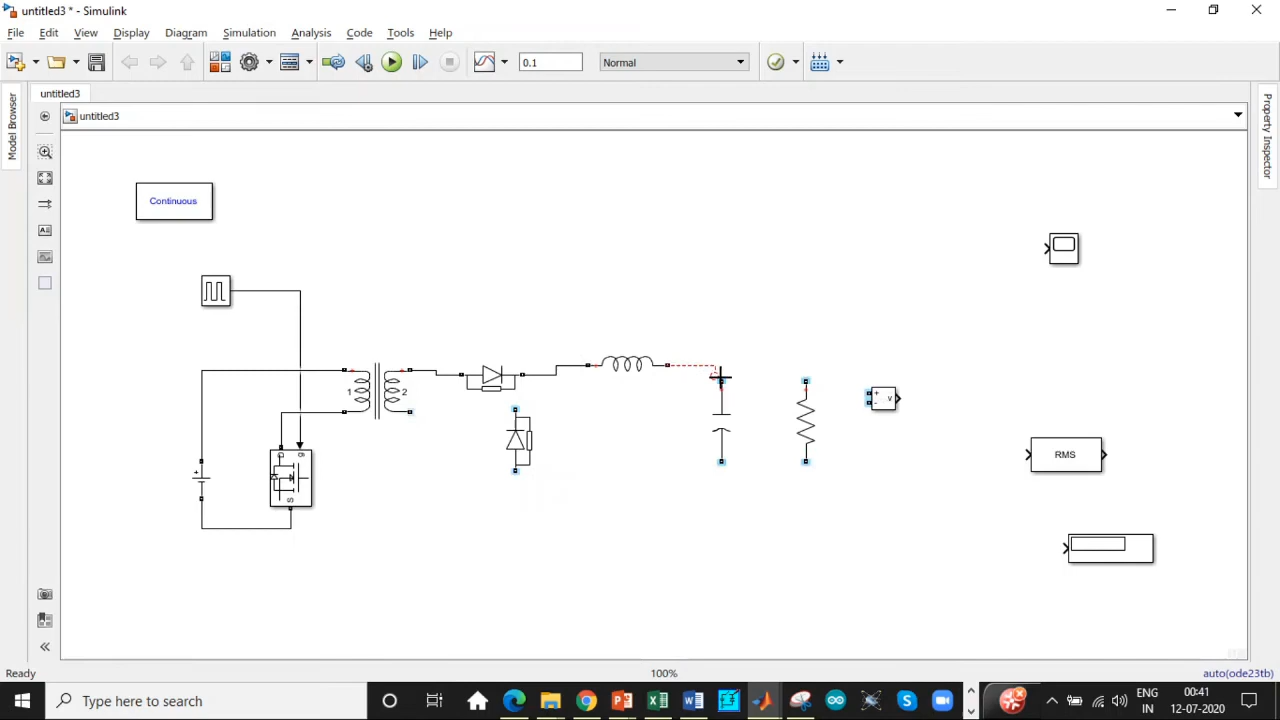 untitled3 * - Simulink
File Edit View Display Diagram Simulation Analysis Code Tools Help
0.1 Normal
untitled3
untitled3
Model Browser
Property Inspector
Continuous
1 2
g
S
+
+
- v
RMS
Ready 100% auto(ode23tb)
Type here to search
ENG 00:41
IN 12-07-2020